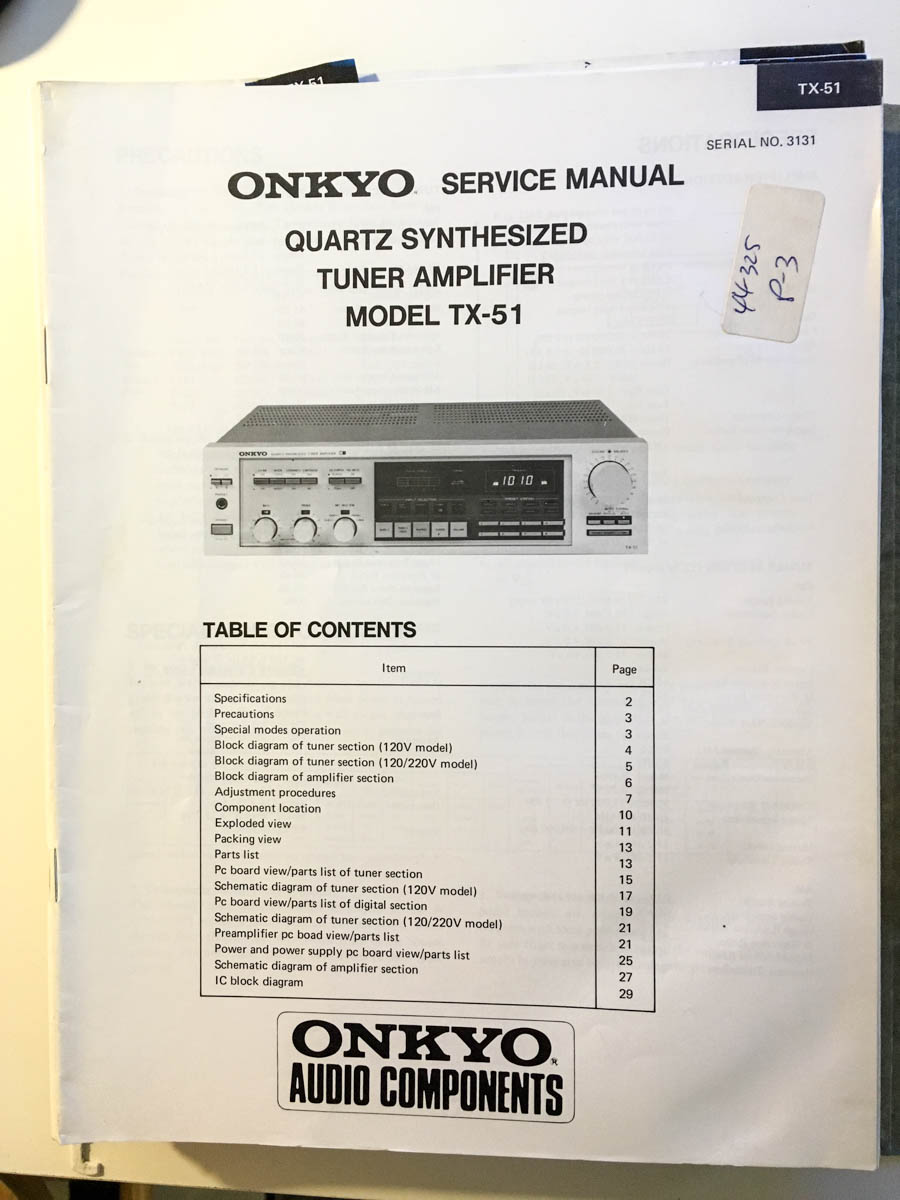 TX-51
TX-51
SERIAL NO. 3131
ONKYO SERVICE MANUAL
QUARTZ SYNTHESIZED
TUNER AMPLIFIER
MODEL TX-51
44325
P-3
ONKYO
1010
TX-51
TABLE OF CONTENTS
Item Page
Specifications 2
Precautions 3
Special modes operation 3
Block diagram of tuner section (120V model) 4
Block diagram of tuner section (120/220V model) 5
Block diagram of amplifier section 6
Adjustment procedures 7
Component location 10
Exploded view 11
Packing view 13
Parts list 13
Pc board view/parts list of tuner section 15
Schematic diagram of tuner section (120V model) 17
Pc board view/parts list of digital section 19
Schematic diagram of tuner section (120/220V model) 21
Preamplifier pc boad view/parts list 21
Power and power supply pc board view/parts list 25
Schematic diagram of amplifier section 27
IC block diagram 29
ONKYO®
AUDIO COMPONENTS